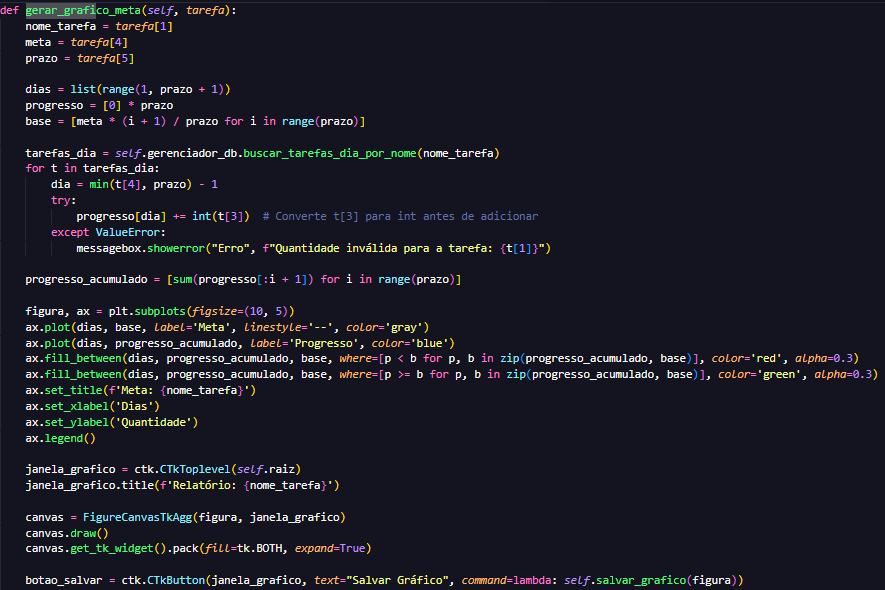 def gerar_grafico_meta(self, tarefa):
    nome_tarefa = tarefa[1]
    meta = tarefa[4]
    prazo = tarefa[5]

    dias = list(range(1, prazo + 1))
    progresso = [0] * prazo
    base = [meta * (i + 1) / prazo for i in range(prazo)]

    tarefas_dia = self.gerenciador_db.buscar_tarefas_dia_por_nome(nome_tarefa)
    for t in tarefas_dia:
        dia = min(t[4], prazo) - 1
        try:
            progresso[dia] += int(t[3])  # Converte t[3] para int antes de adicionar
        except ValueError:
            messagebox.showerror("Erro", f"Quantidade inválida para a tarefa: {t[1]}")

    progresso_acumulado = [sum(progresso[:i + 1]) for i in range(prazo)]

    figura, ax = plt.subplots(figsize=(10, 5))
    ax.plot(dias, base, label='Meta', linestyle='--', color='gray')
    ax.plot(dias, progresso_acumulado, label='Progresso', color='blue')
    ax.fill_between(dias, progresso_acumulado, base, where=[p < b for p, b in zip(progresso_acumulado, base)], color='red', alpha=0.3)
    ax.fill_between(dias, progresso_acumulado, base, where=[p >= b for p, b in zip(progresso_acumulado, base)], color='green', alpha=0.3)
    ax.set_title(f'Meta: {nome_tarefa}')
    ax.set_xlabel('Dias')
    ax.set_ylabel('Quantidade')
    ax.legend()

    janela_grafico = ctk.CTkToplevel(self.raiz)
    janela_grafico.title(f'Relatório: {nome_tarefa}')

    canvas = FigureCanvasTkAgg(figura, janela_grafico)
    canvas.draw()
    canvas.get_tk_widget().pack(fill=tk.BOTH, expand=True)

    botao_salvar = ctk.CTkButton(janela_grafico, text="Salvar Gráfico", command=lambda: self.salvar_grafico(figura))